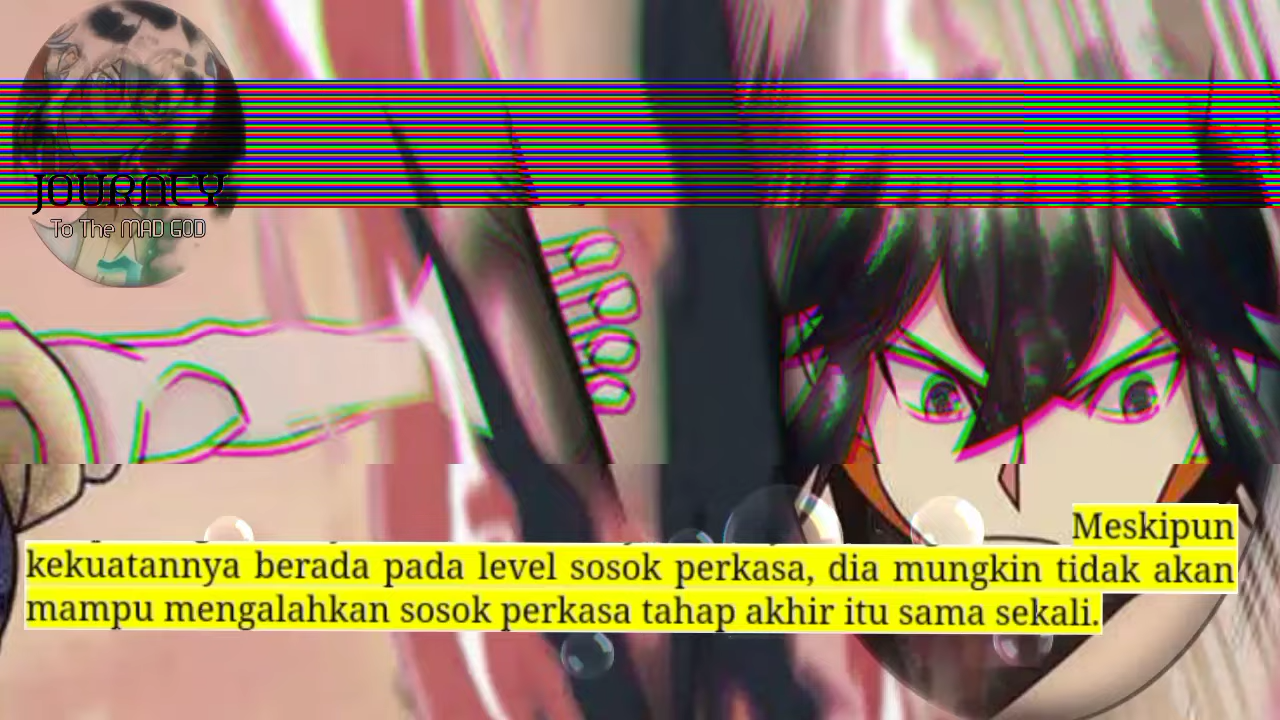 JOURNEY
To The MAD GOD
Meskipun
kekuatannya berada pada level sosok perkasa, dia mungkin tidak akan
mampu mengalahkan sosok perkasa tahap akhir itu sama sekali.